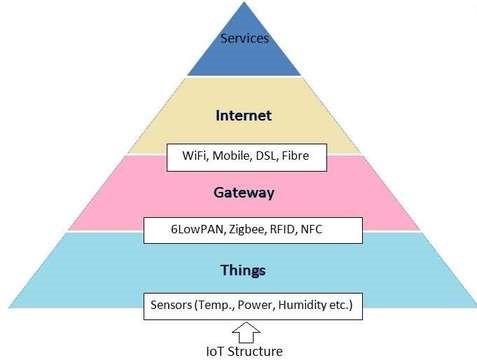 Services
Internet
WiFi, Mobile, DSL, Fibre
Gateway
6LowPAN, Zigbee, RFID, NFC
Things
Sensors (Temp., Power, Humidity etc.)
IoT Structure